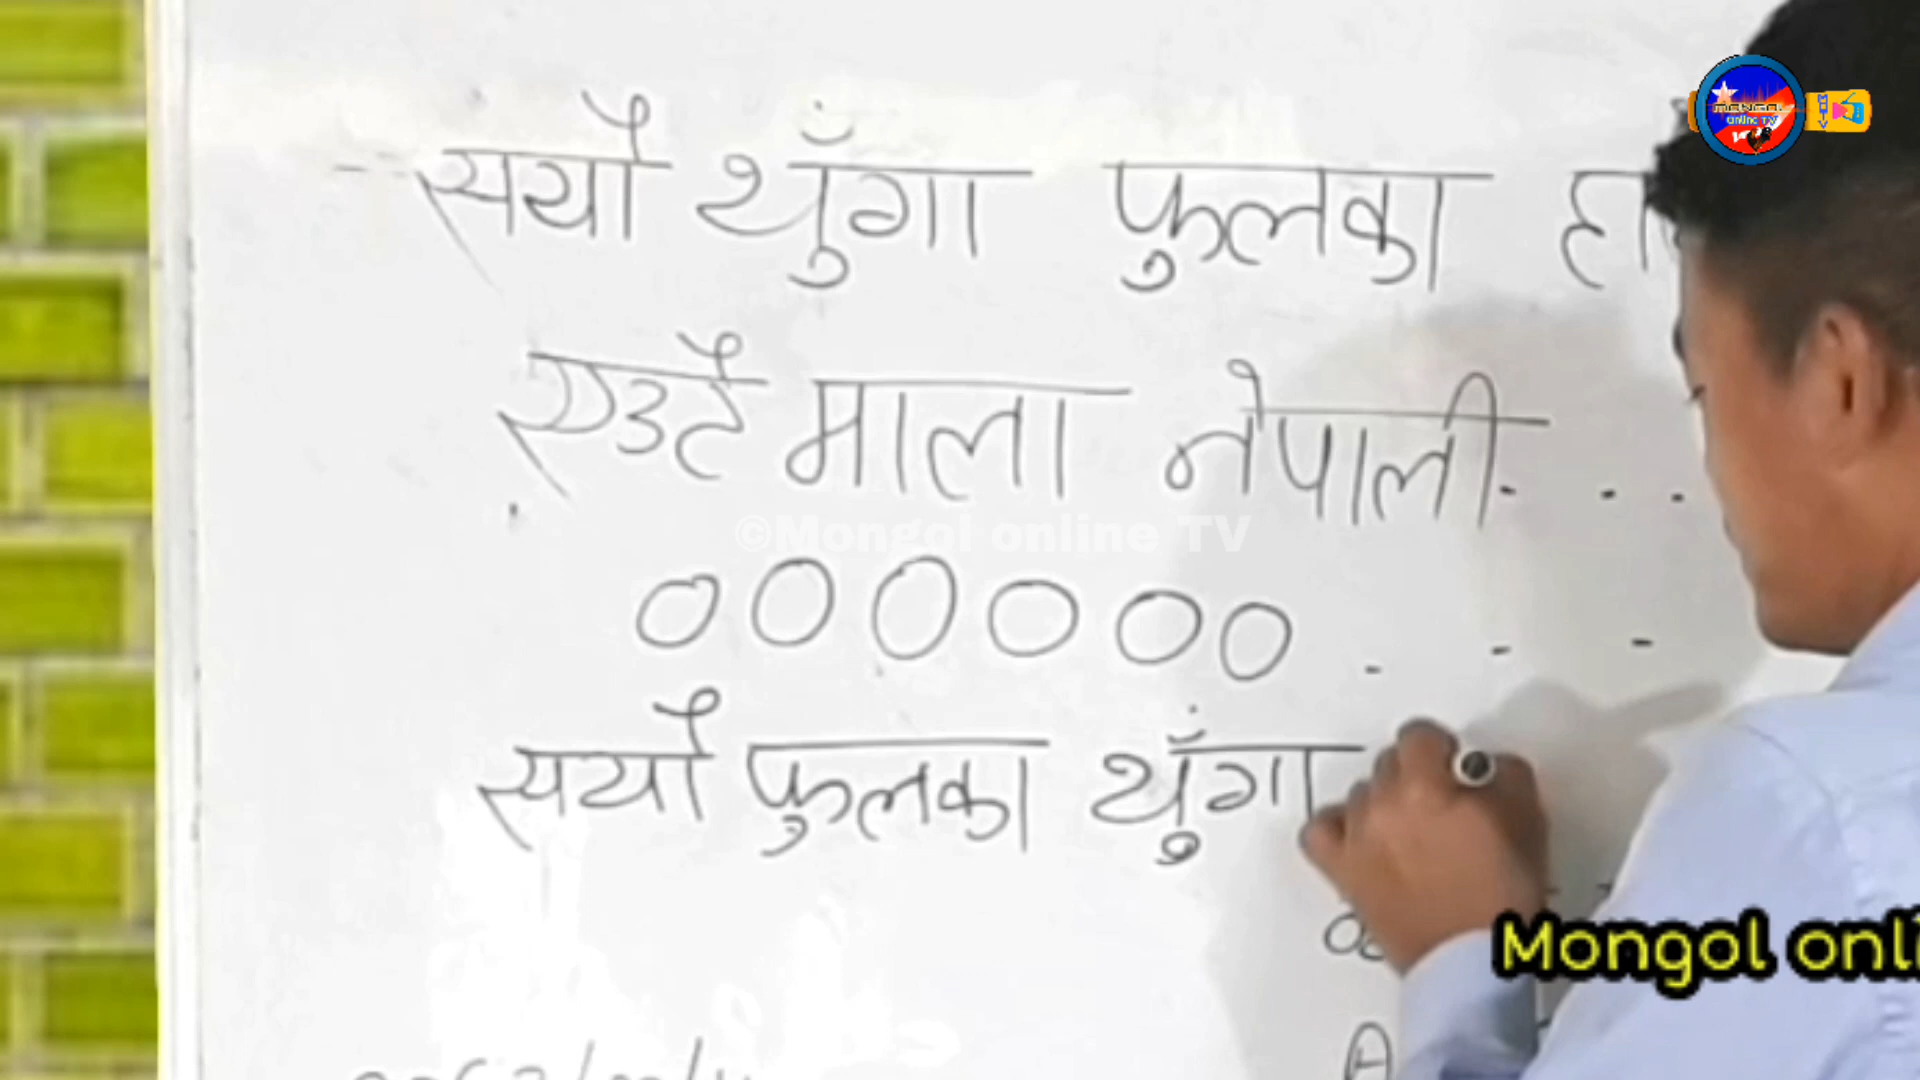 सयौं थुँगा फुलका हा
एउटै माला नेपाली. . .
©Mongol online TV
००००००. - -
सयौं फुलका थुँगा
Mongol onli